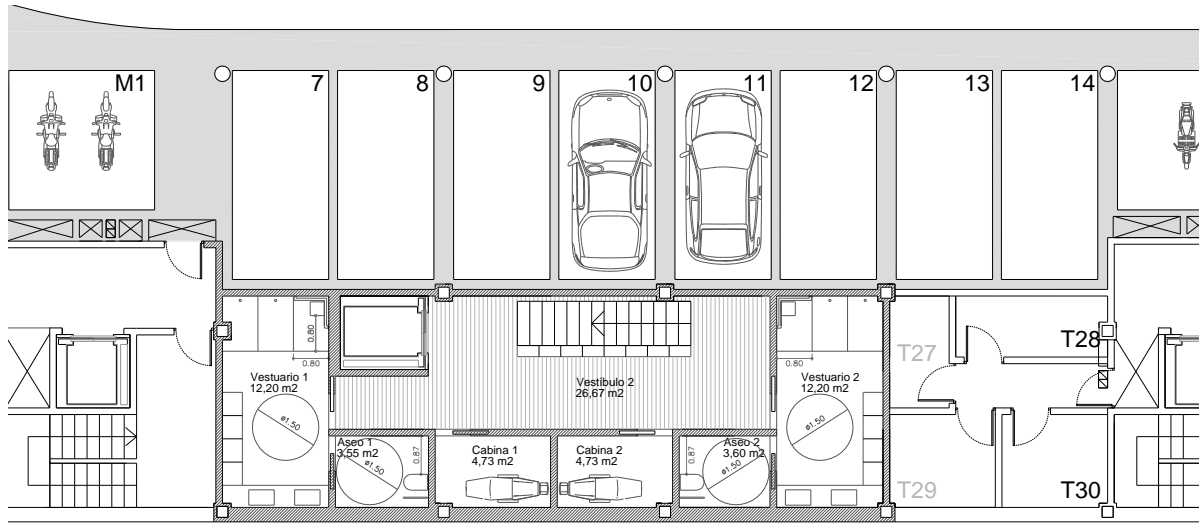 M1
7
8
9
10
11
12
13
14
0.80
0.80
0.80
0.80
T27
T28
Vestuario 1
12,20 m2
Vestíbulo 2
26,67 m2
Vestuario 2
12,20 m2
ø1.50
ø1.50
Aseo 1
3,55 m2
0.87
ø1.50
Cabina 1
4,73 m2
Cabina 2
4,73 m2
0.87
Aseo 2
3,60 m2
ø1.50
T29
T30